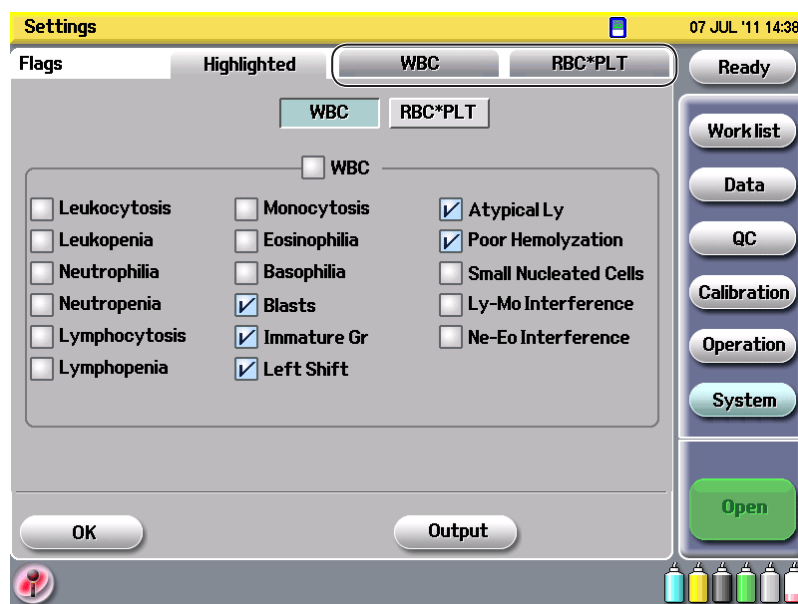 Settings
07 JUL '11 14:38
Flags
Highlighted
WBC
RBC*PLT
Ready
WBC
RBC*PLT
Work list
WBC
Leukocytosis
Monocytosis
Atypical Ly
Data
Leukopenia
Eosinophilia
Poor Hemolyzation
QC
Neutrophilia
Basophilia
Small Nucleated Cells
Neutropenia
Blasts
Ly-Mo Interference
Calibration
Lymphocytosis
Immature Gr
Ne-Eo Interference
Operation
Lymphopenia
Left Shift
System
OK
Output
Open